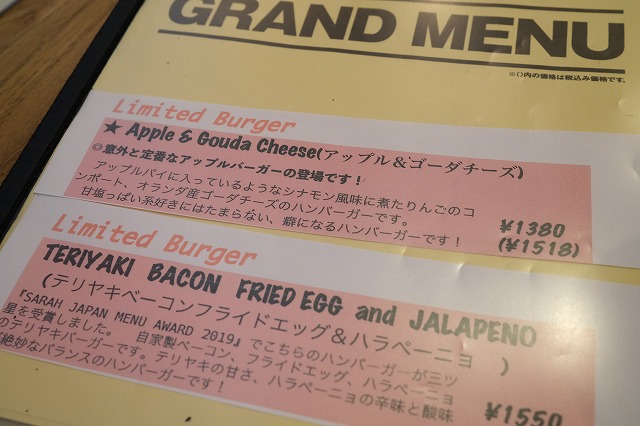 GRAND MENU
※()内の価格は税込み価格です。
Limited Burger
★ Apple & Gouda Cheese(アップル＆ゴーダチーズ)
◎意外と定番なアップルバーガーの登場です！
アップルパイに入っているようなシナモン風味に煮たりんごのコ
ンポート、オランダ産ゴーダチーズのハンバーガーです。
甘塩っぱい系好きにはたまらない、癖になるハンバーガーです！
¥1380
(¥1518)
Limited Burger
TERIYAKI BACON FRIED EGG and JALAPENO
(テリヤキベーコンフライドエッグ＆ハラペーニョ )
『SARAH JAPAN MENU AWARD 2019』でこちらのハンバーガーが三ツ
星を受賞しました。 自家製ベーコン、フライドエッグ、ハラペーニョ
のテリヤキバーガーです。テリヤキの甘さ、ハラペーニョの辛味と酸味
絶妙なバランスのハンバーガーです！
¥1550